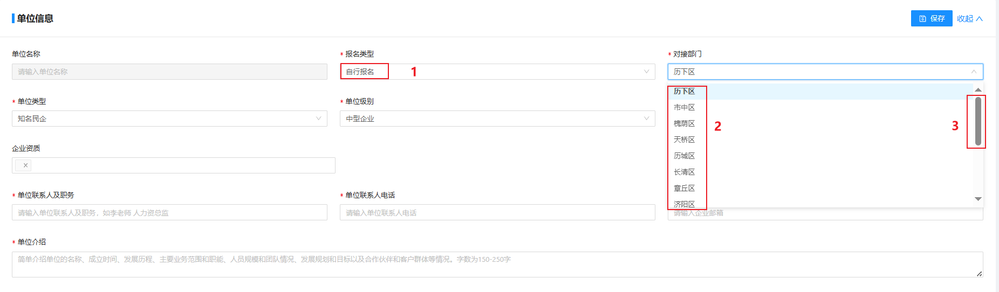 单位信息
保存 收起
单位名称
* 报名类型
* 对接部门
请输入单位名称
自行报名
1
历下区
历下区
市中区
槐荫区
天桥区
历城区
长清区
章丘区
济阳区
2
3
* 单位类型
* 单位级别
知名民企
中型企业
企业资质
* 单位联系人及职务
* 单位联系人电话
请输入单位联系人及职务，如李老师 人力资总监
请输入单位联系人电话
请输入企业邮箱
* 单位介绍
简单介绍单位的名称、成立时间、发展历程、主要业务范围和职能、人员规模和团队情况、发展规划和目标以及合作伙伴和客户群体等情况。字数为150-250字